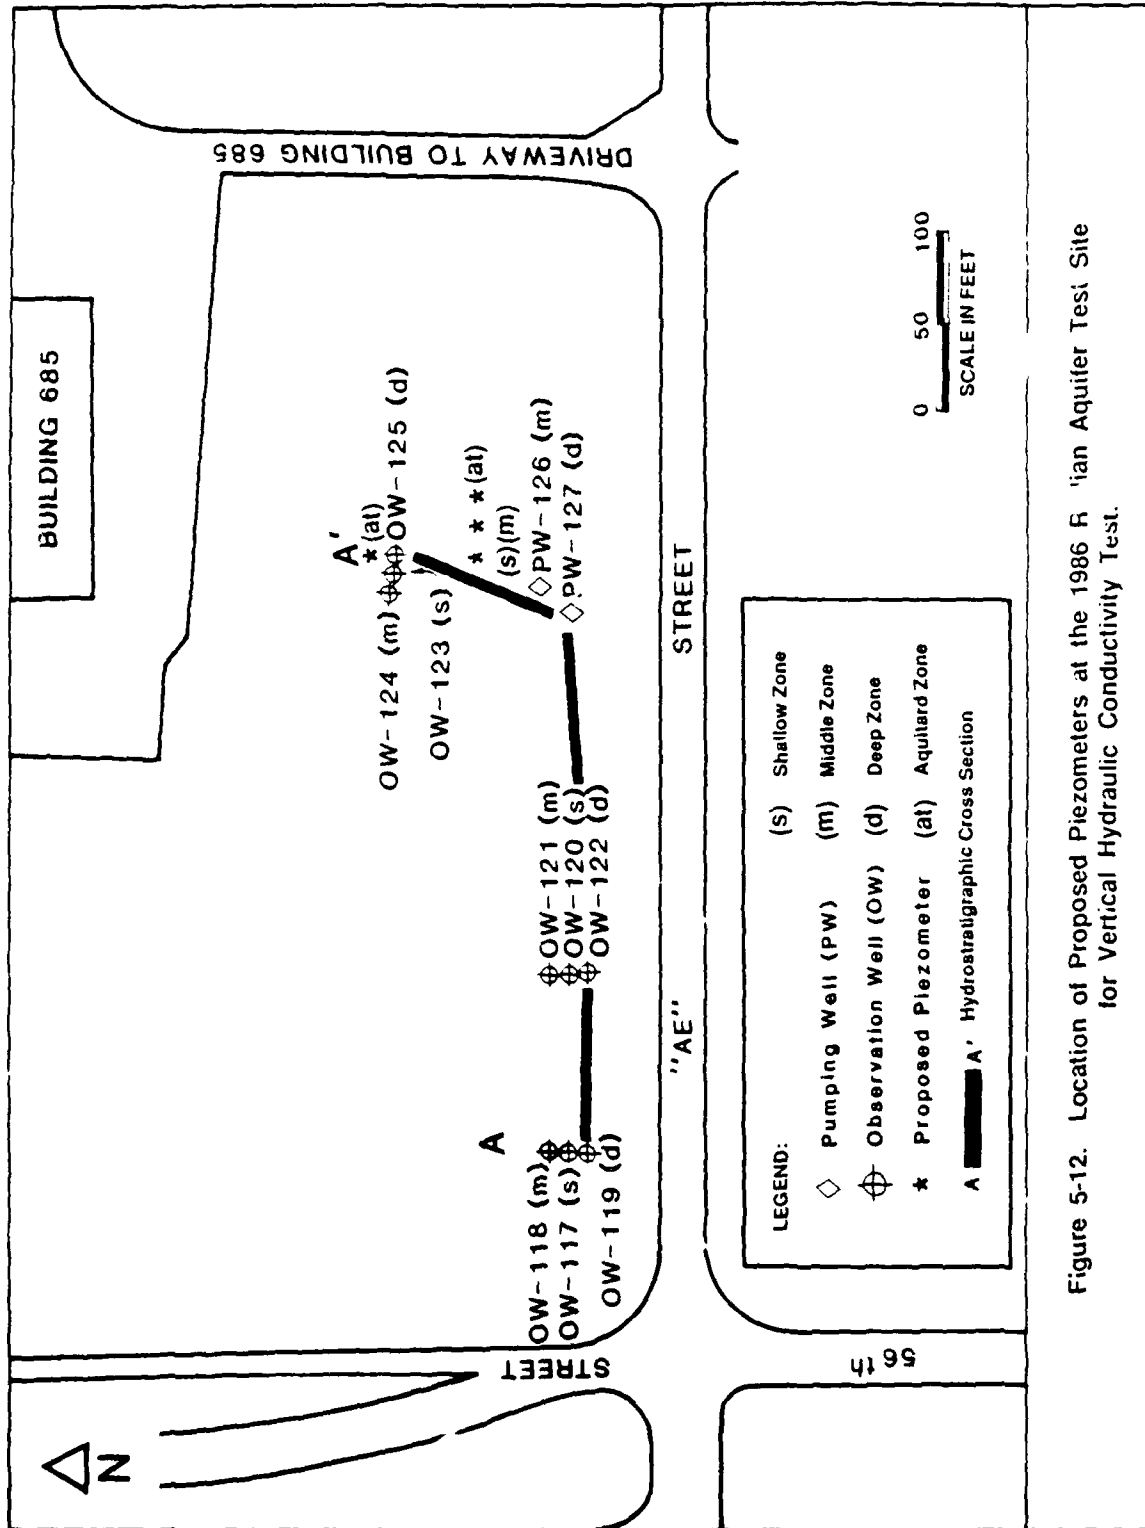 N
BUILDING 685
DRIVEWAY TO BUILDING 685
A'
*(at)
OW-124 (m)
OW-125 (d)
OW-123 (s)
* * *(at)
(s)(m)
PW-126 (m)
PW-127 (d)
A
OW-118 (m)
OW-117 (s)
OW-119 (d)
OW-121 (m)
OW-120 (s)
OW-122 (d)
STREET
56th
"AE"
STREET
LEGEND:
Pumping Well (PW)
Observation Well (OW)
* Proposed Piezometer
A A' Hydrostratigraphic Cross Section
(s) Shallow Zone
(m) Middle Zone
(d) Deep Zone
(at) Aquitard Zone
0 50 100
SCALE IN FEET
Figure 5-12. Location of Proposed Piezometers at the 1986 Aquifer Test Site
for Vertical Hydraulic Conductivity Test.